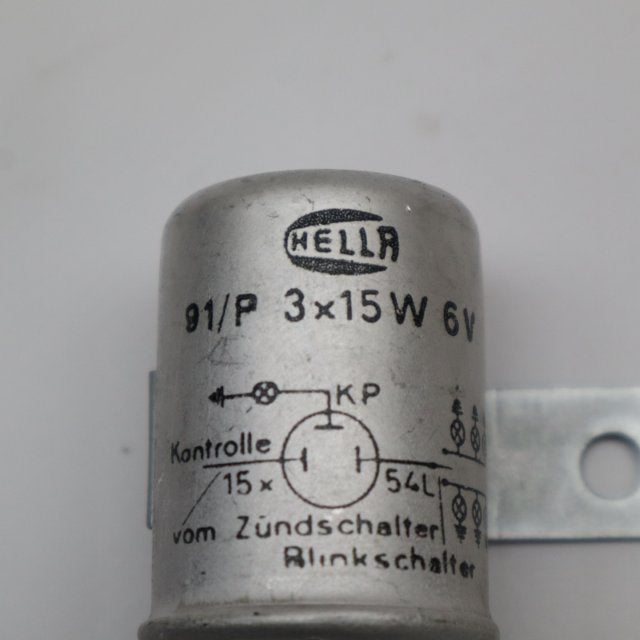 HELLA
91/P 3x15W 6V
KP
Kontrolle
15x 54L
vom Zündschalter
Blinkschalter